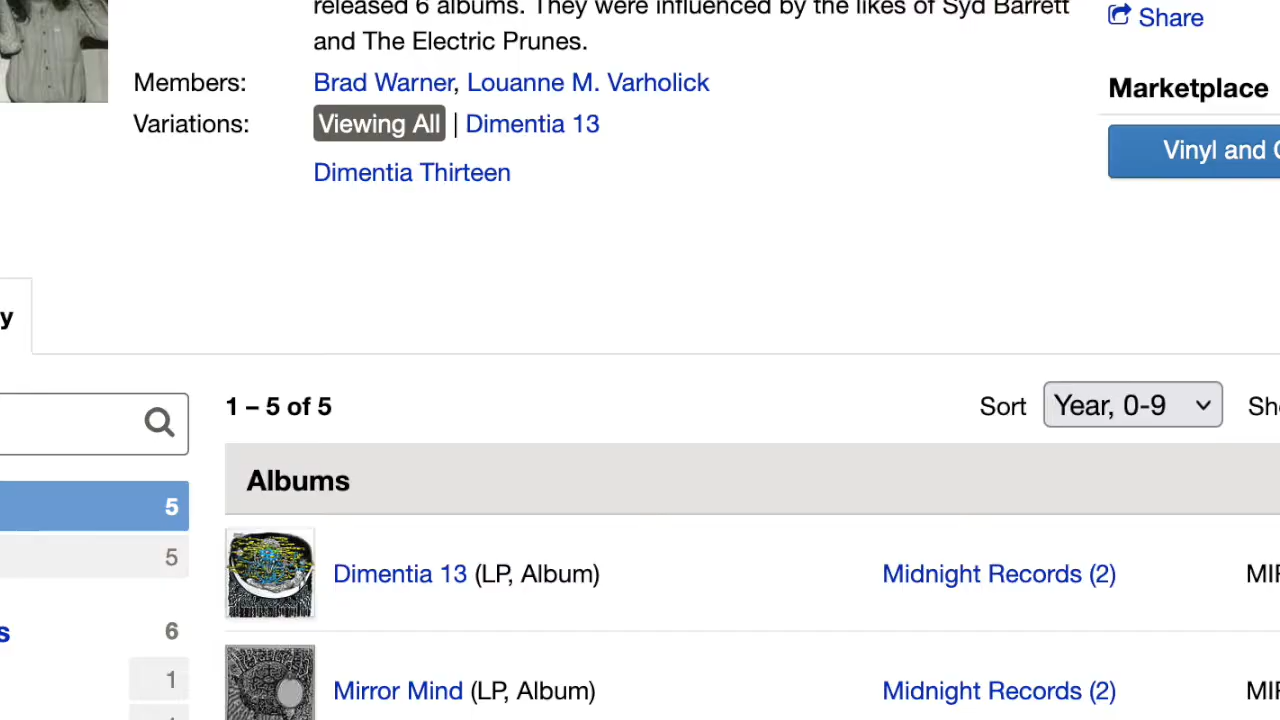 released 6 albums. They were influenced by the likes of Syd Barrett
and The Electric Prunes.
Share
Members: Brad Warner, Louanne M. Varholick
Marketplace
Variations: Viewing All | Dimentia 13
Vinyl and
Dimentia Thirteen
y
1 – 5 of 5
Sort Year, 0-9
5
Albums
5
Dimentia 13 (LP, Album) Midnight Records (2)
s 6
1
Mirror Mind (LP, Album) Midnight Records (2)